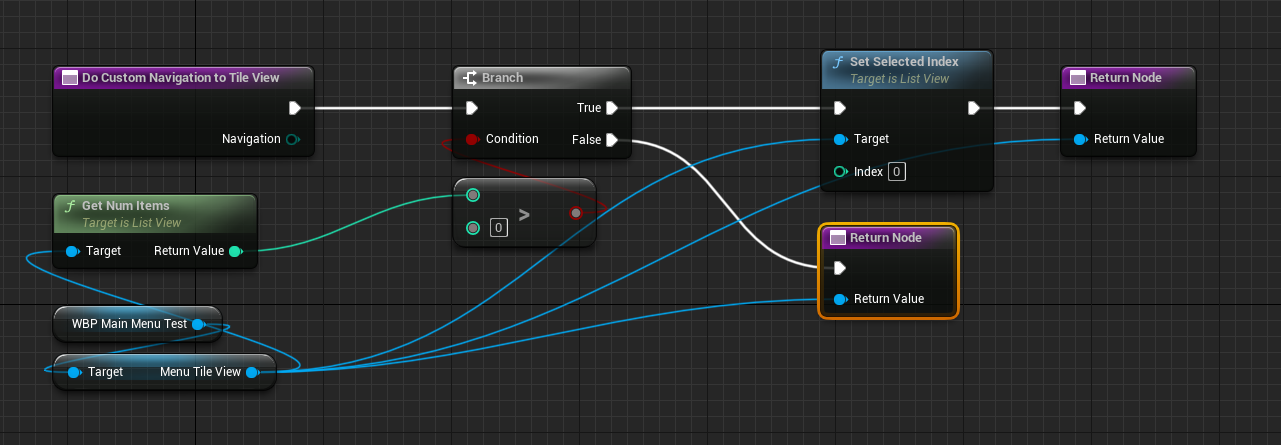 Do Custom Navigation to Tile View
Navigation
Branch
True
Condition
False
Set Selected Index
Target is List View
Target
Index 0
Return Node
Return Value
Get Num Items
Target is List View
Target
Return Value
0
>
Return Node
Return Value
WBP Main Menu Test
Target
Menu Tile View